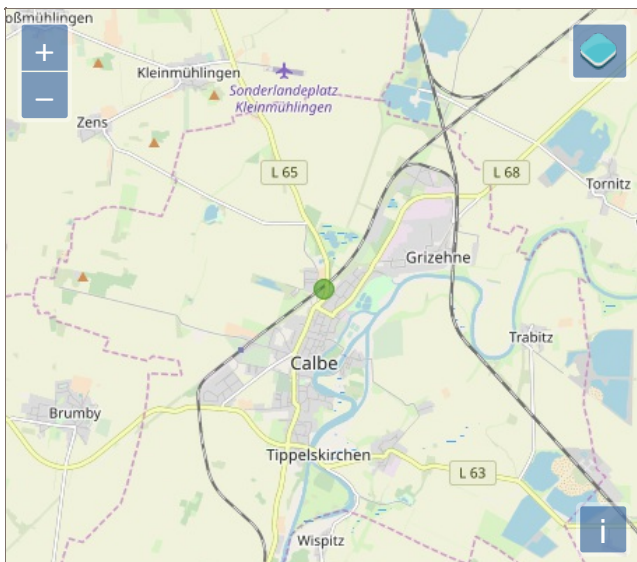 oßmühlingen
+
Kleinmühlingen
−
Sonderlandeplatz
Kleinmühlingen
Zens
L 65
L 68
Tornitz
Grizehne
Trabitz
Calbe
Brumby
Tippelskirchen
L 63
Wispitz
i